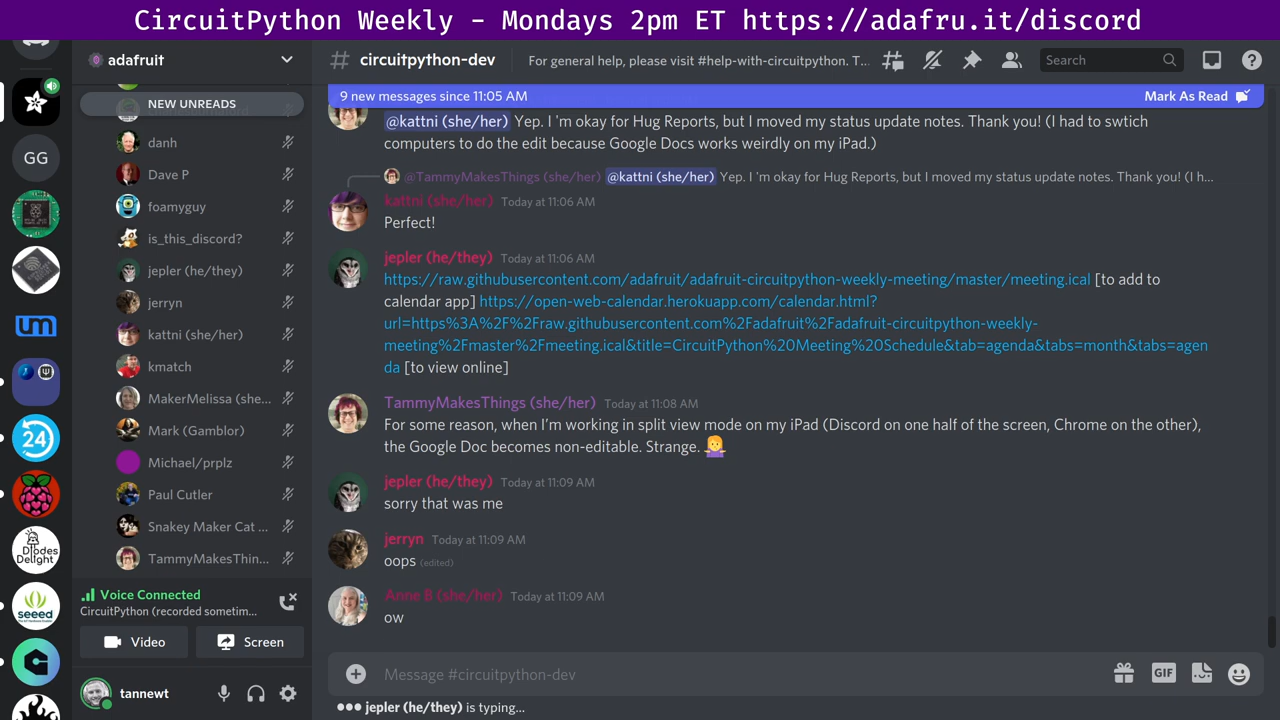 CircuitPython Weekly - Mondays 2pm ET https://adafru.it/discord
adafruit
NEW UNREADS
danh
Dave P
foamyguy
is_this_discord?
jepler (he/they)
jerryn
kattni (she/her)
kmatch
MakerMelissa (she...
Mark (Gamblor)
Michael/prplz
Paul Cutler
Snakey Maker Cat ...
TammyMakesThin...
Voice Connected
CircuitPython (recorded sometim...
Video
Screen
tannewt
GG
24
Diodes
Delight
seeed
# circuitpython-dev
For general help, please visit #help-with-circuitpython. T...
Search
9 new messages since 11:05 AM
Mark As Read
@kattni (she/her) Yep. I 'm okay for Hug Reports, but I moved my status update notes. Thank you! (I had to swtich
computers to do the edit because Google Docs works weirdly on my iPad.)
@TammyMakesThings (she/her) @kattni (she/her) Yep. I 'm okay for Hug Reports, but I moved my status update notes. Thank you! (I h...
kattni (she/her) Today at 11:06 AM
Perfect!
jepler (he/they) Today at 11:06 AM
https://raw.githubusercontent.com/adafruit/adafruit-circuitpython-weekly-meeting/master/meeting.ical [to add to
calendar app] https://open-web-calendar.herokuapp.com/calendar.html?
url=https%3A%2F%2Fraw.githubusercontent.com%2Fadafruit%2Fadafruit-circuitpython-weekly-
meeting%2Fmaster%2Fmeeting.ical&title=CircuitPython%20Meeting%20Schedule&tab=agenda&tabs=month&tabs=agen
da [to view online]
TammyMakesThings (she/her) Today at 11:08 AM
For some reason, when I'm working in split view mode on my iPad (Discord on one half of the screen, Chrome on the other),
the Google Doc becomes non-editable. Strange. 🤷‍♀️
jepler (he/they) Today at 11:09 AM
sorry that was me
jerryn Today at 11:09 AM
oops (edited)
Anne B (she/her) Today at 11:09 AM
ow
Message #circuitpython-dev
GIF
jepler (he/they) is typing...